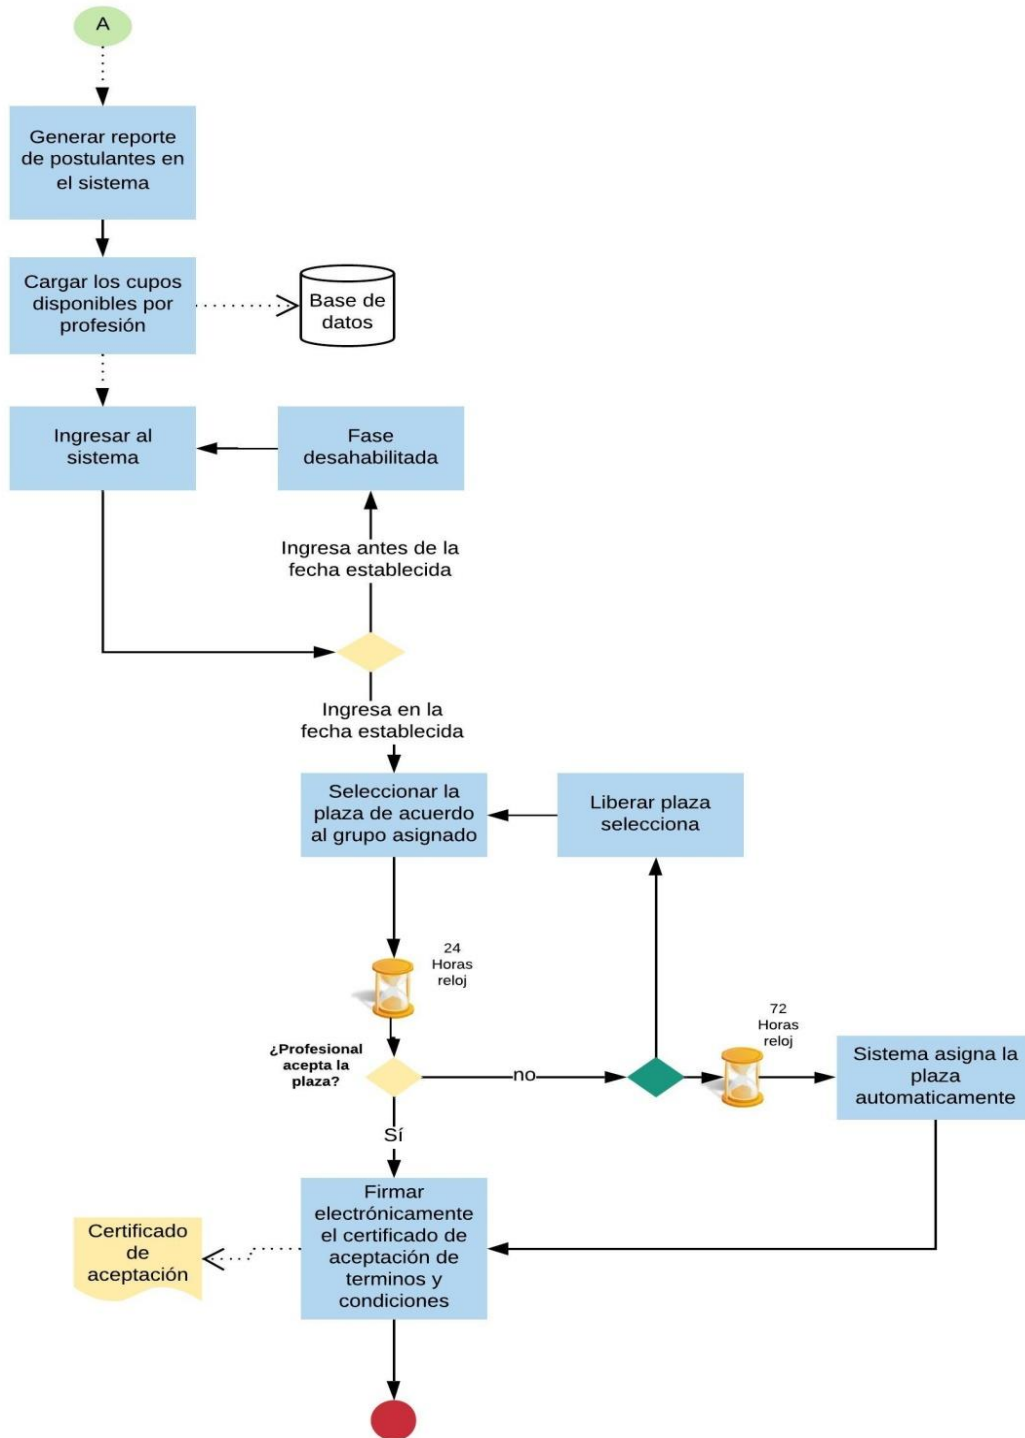 A
Generar reporte
de postulantes en
el sistema
Cargar los cupos
disponibles por
profesión
Base de
datos
Ingresar al
sistema
Fase
desahabilitada
Ingresa antes de la
fecha establecida
Ingresa en la
fecha establecida
Seleccionar la
plaza de acuerdo
al grupo asignado
Liberar plaza
selecciona
24
Horas
reloj
¿Profesional
acepta la
plaza?
no
72
Horas
reloj
Sistema asigna la
plaza
automaticamente
Sí
Firmar
electrónicamente
el certificado de
aceptación de
terminos y
condiciones
Certificado
de
aceptación